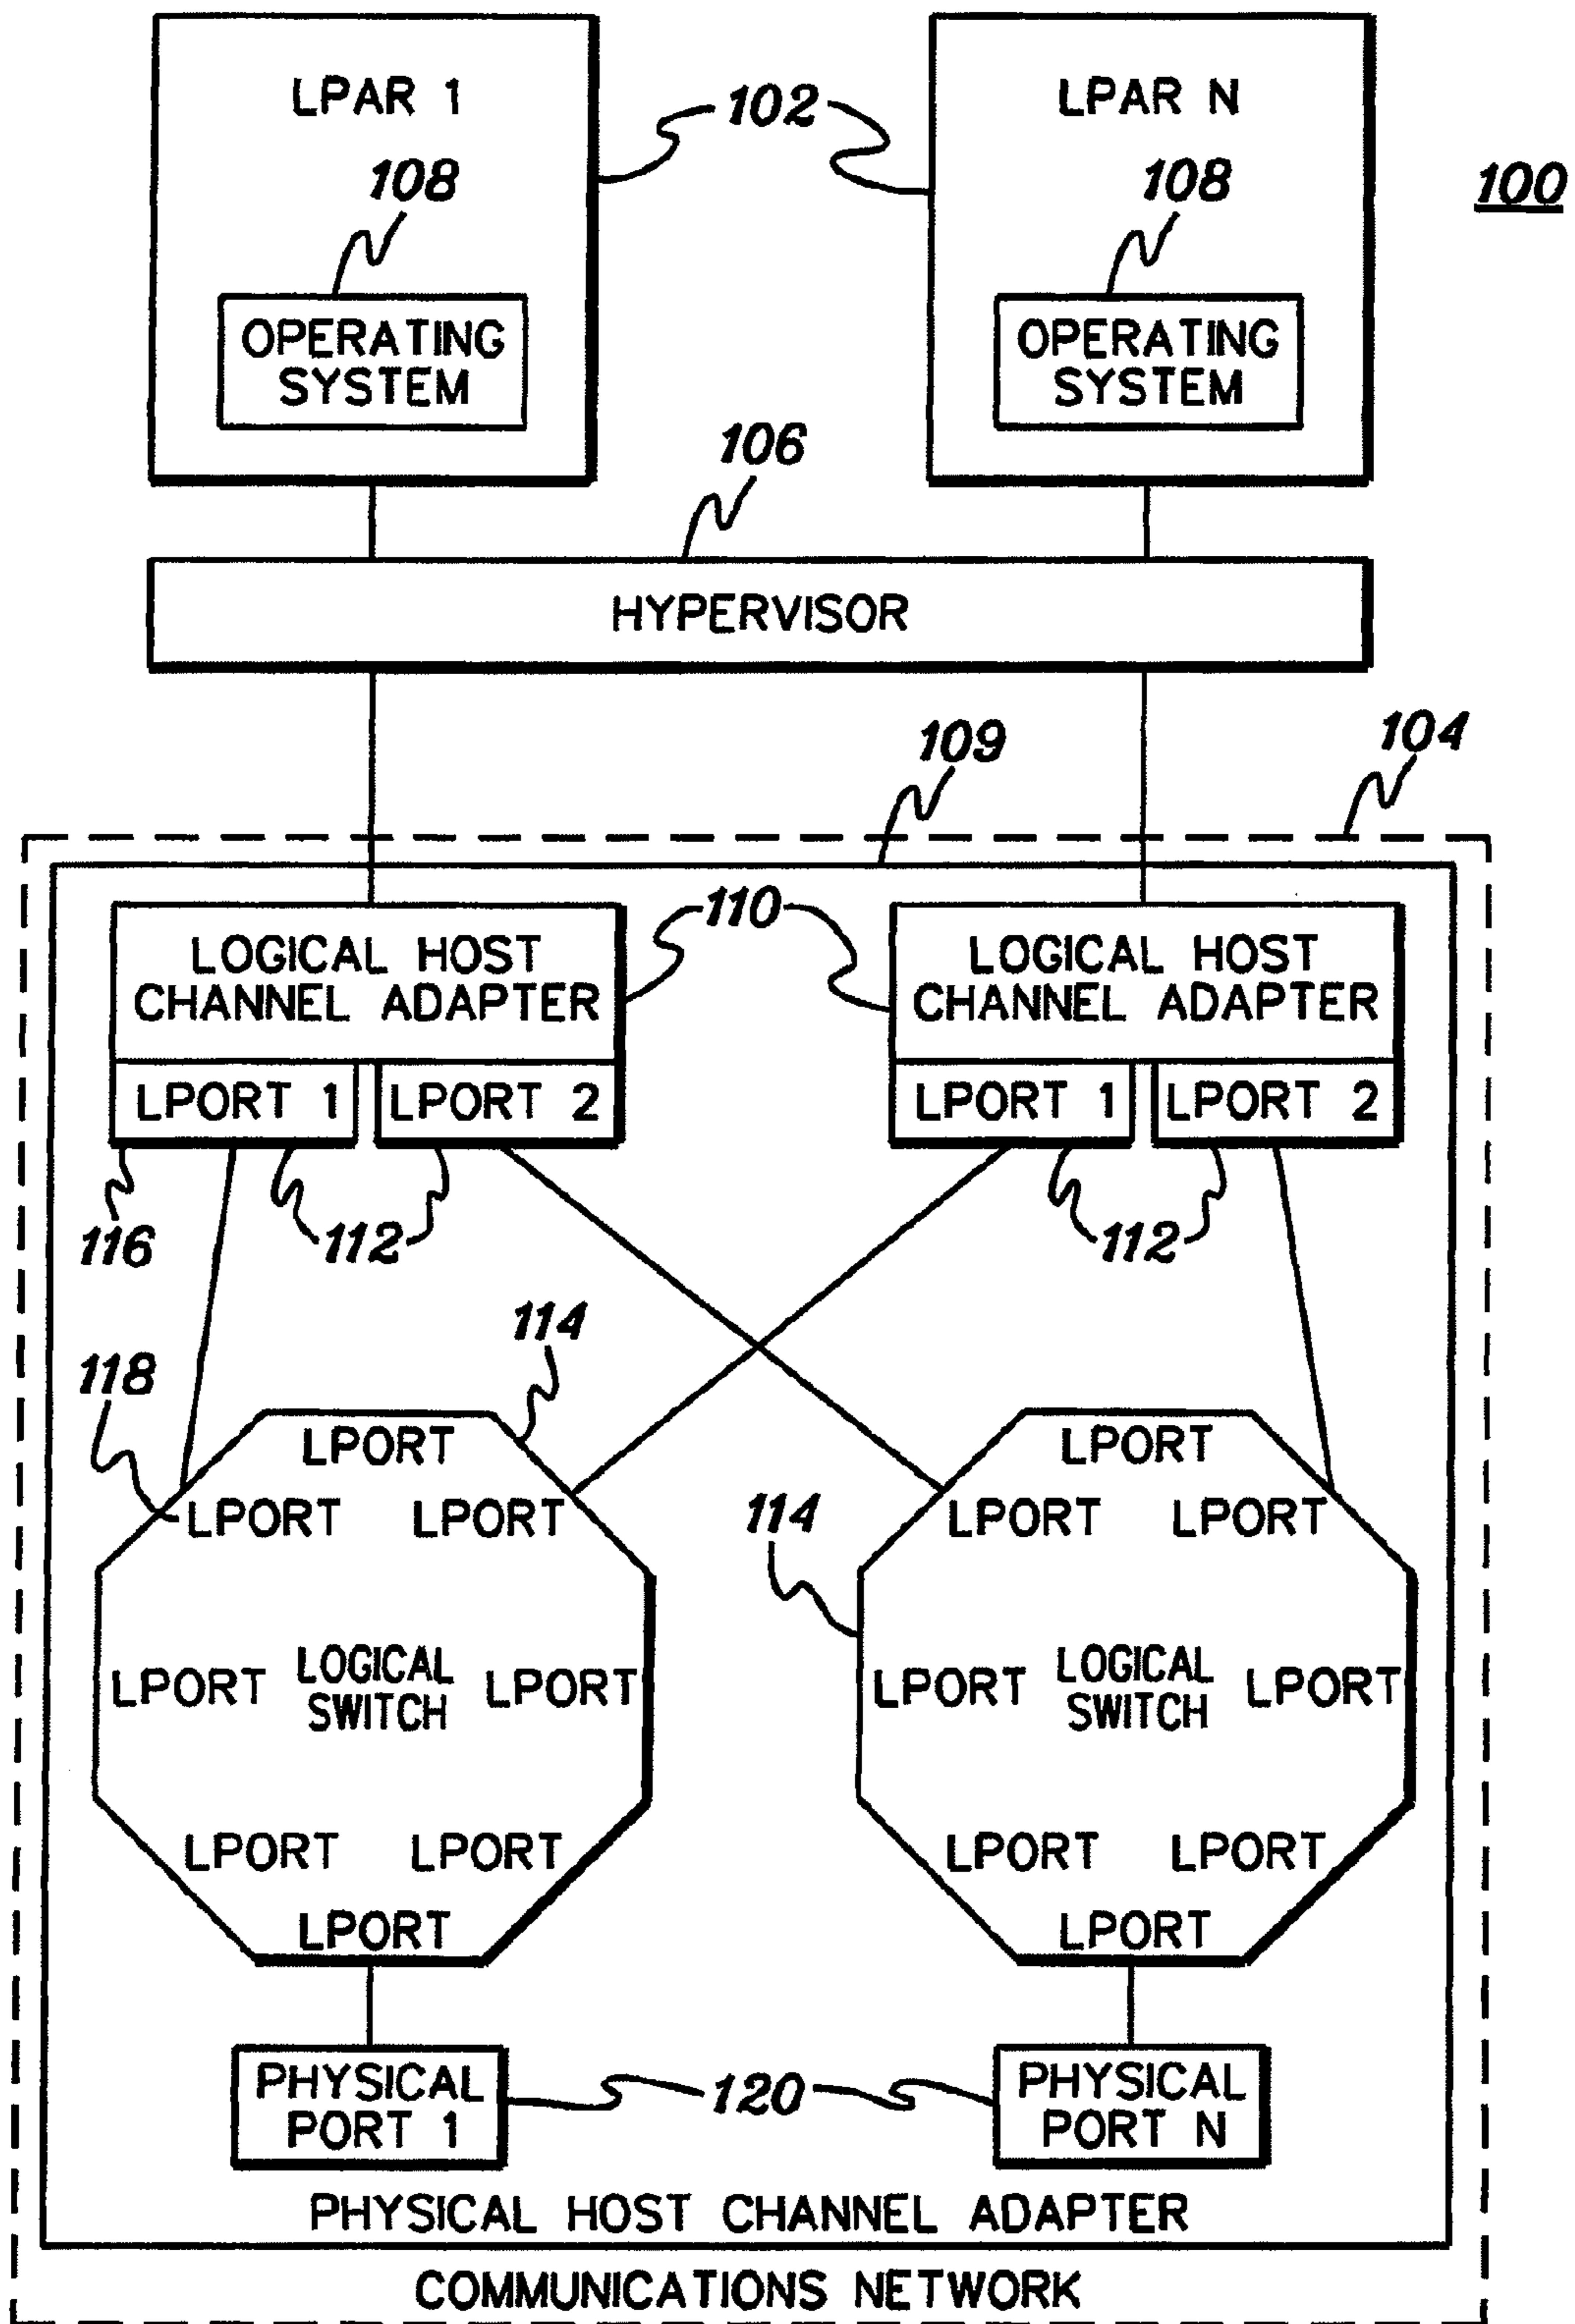 LPAR 1
102
LPAR N
108
108
100
OPERATING
SYSTEM
OPERATING
SYSTEM
106
HYPERVISOR
109
104
110
LOGICAL HOST
CHANNEL ADAPTER
LOGICAL HOST
CHANNEL ADAPTER
LPORT 1
LPORT 2
LPORT 1
LPORT 2
116
112
112
114
118
LPORT
LPORT
LPORT
LPORT
114
LPORT
LPORT
LPORT
LOGICAL
SWITCH
LPORT
LPORT
LOGICAL
SWITCH
LPORT
LPORT
LPORT
LPORT
LPORT
LPORT
LPORT
PHYSICAL
PORT 1
120
PHYSICAL
PORT N
PHYSICAL HOST CHANNEL ADAPTER
COMMUNICATIONS NETWORK